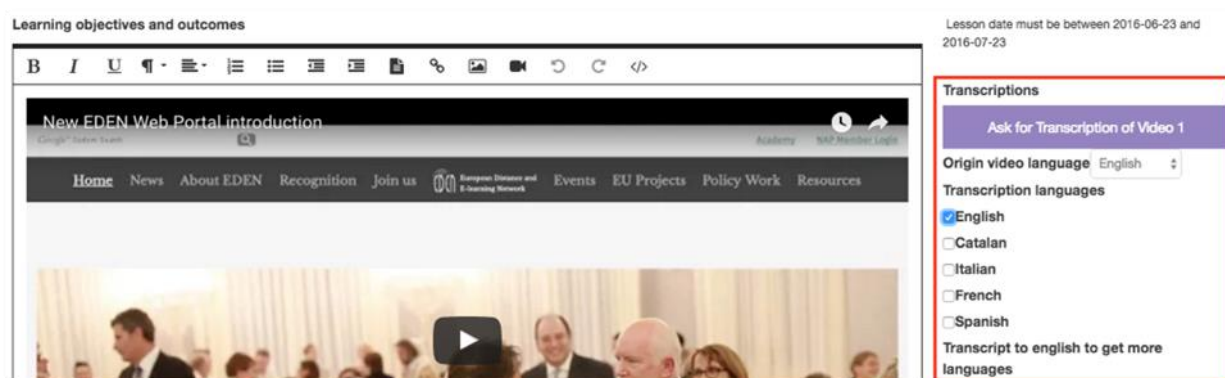 Learning objectives and outcomes
B I U ¶
New EDEN Web Portal introduction
Academy NAP Member Login
Home News About EDEN Recognition Join us European Distance and E-learning Network Events EU Projects Policy Work Resources
Lesson date must be between 2016-06-23 and
2016-07-23
Transcriptions
Ask for Transcription of Video 1
Origin video language English
Transcription languages
English
Catalan
Italian
French
Spanish
Transcript to english to get more
languages